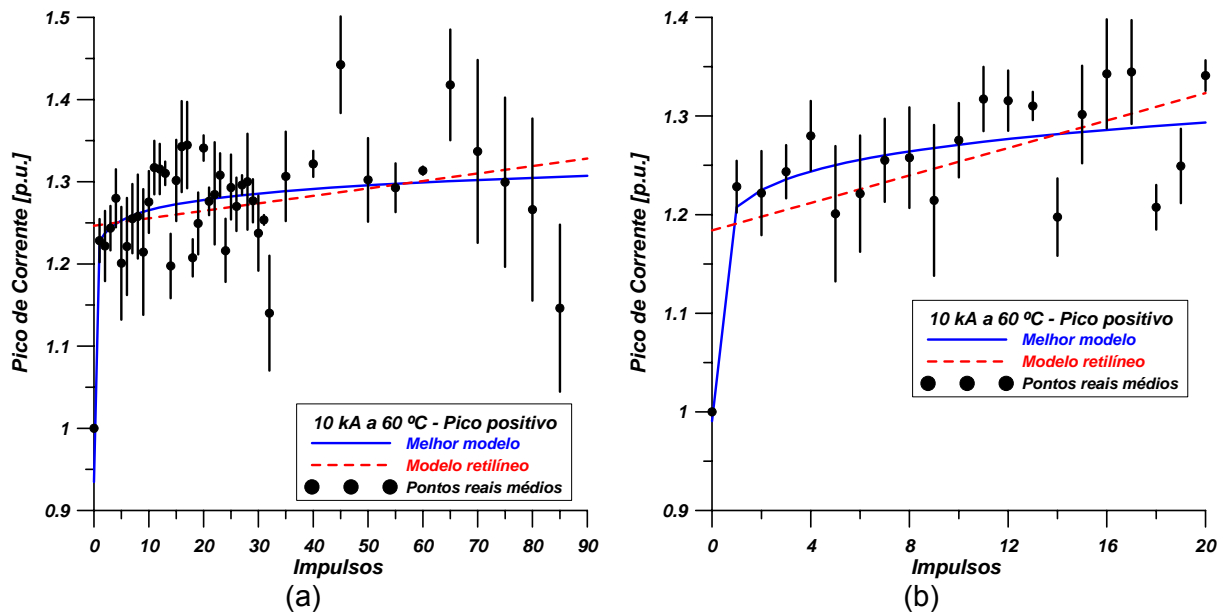 1.5
1.4
1.3
1.2
1.1
1
0.9
Pico de Corrente [p.u.]
10 kA a 60 ºC - Pico positivo
Melhor modelo
Modelo retilíneo
Pontos reais médios
0 10 20 30 40 50 60 70 80 90
Impulsos
(a)
1.4
1.3
1.2
1.1
1
0.9
Pico de Corrente [p.u.]
10 kA a 60 ºC - Pico positivo
Melhor modelo
Modelo retilíneo
Pontos reais médios
0 4 8 12 16 20
Impulsos
(b)